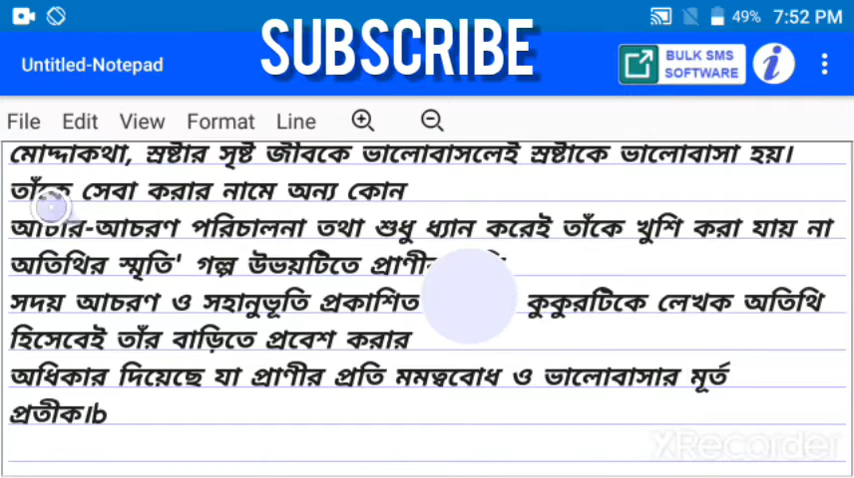 49% 7:52 PM
SUBSCRIBE
Untitled-Notepad
BULK SMS
SOFTWARE
i
File Edit View Format Line
মোদ্দাকথা, স্রষ্টার সৃষ্ট জীবকে ভালোবাসলেই স্রষ্টাকে ভালোবাসা হয়।
তাঁকে সেবা করার নামে অন্য কোন
আচার-আচরণ পরিচালনা তথা শুধু ধ্যান করেই তাঁকে খুশি করা যায় না
অতিথির স্মৃতি' গল্প উভয়টিতে
সদয় আচরণ ও সহানুভূতি প্রকাশিত কুকুরটিকে লেখক অতিথি
হিসেবেই তাঁর বাড়িতে প্রবেশ করার
অধিকার দিয়েছে যা প্রাণীর প্রতি মমত্ববোধ ও ভালোবাসার মূর্ত
প্রতীক।b
XRecorder